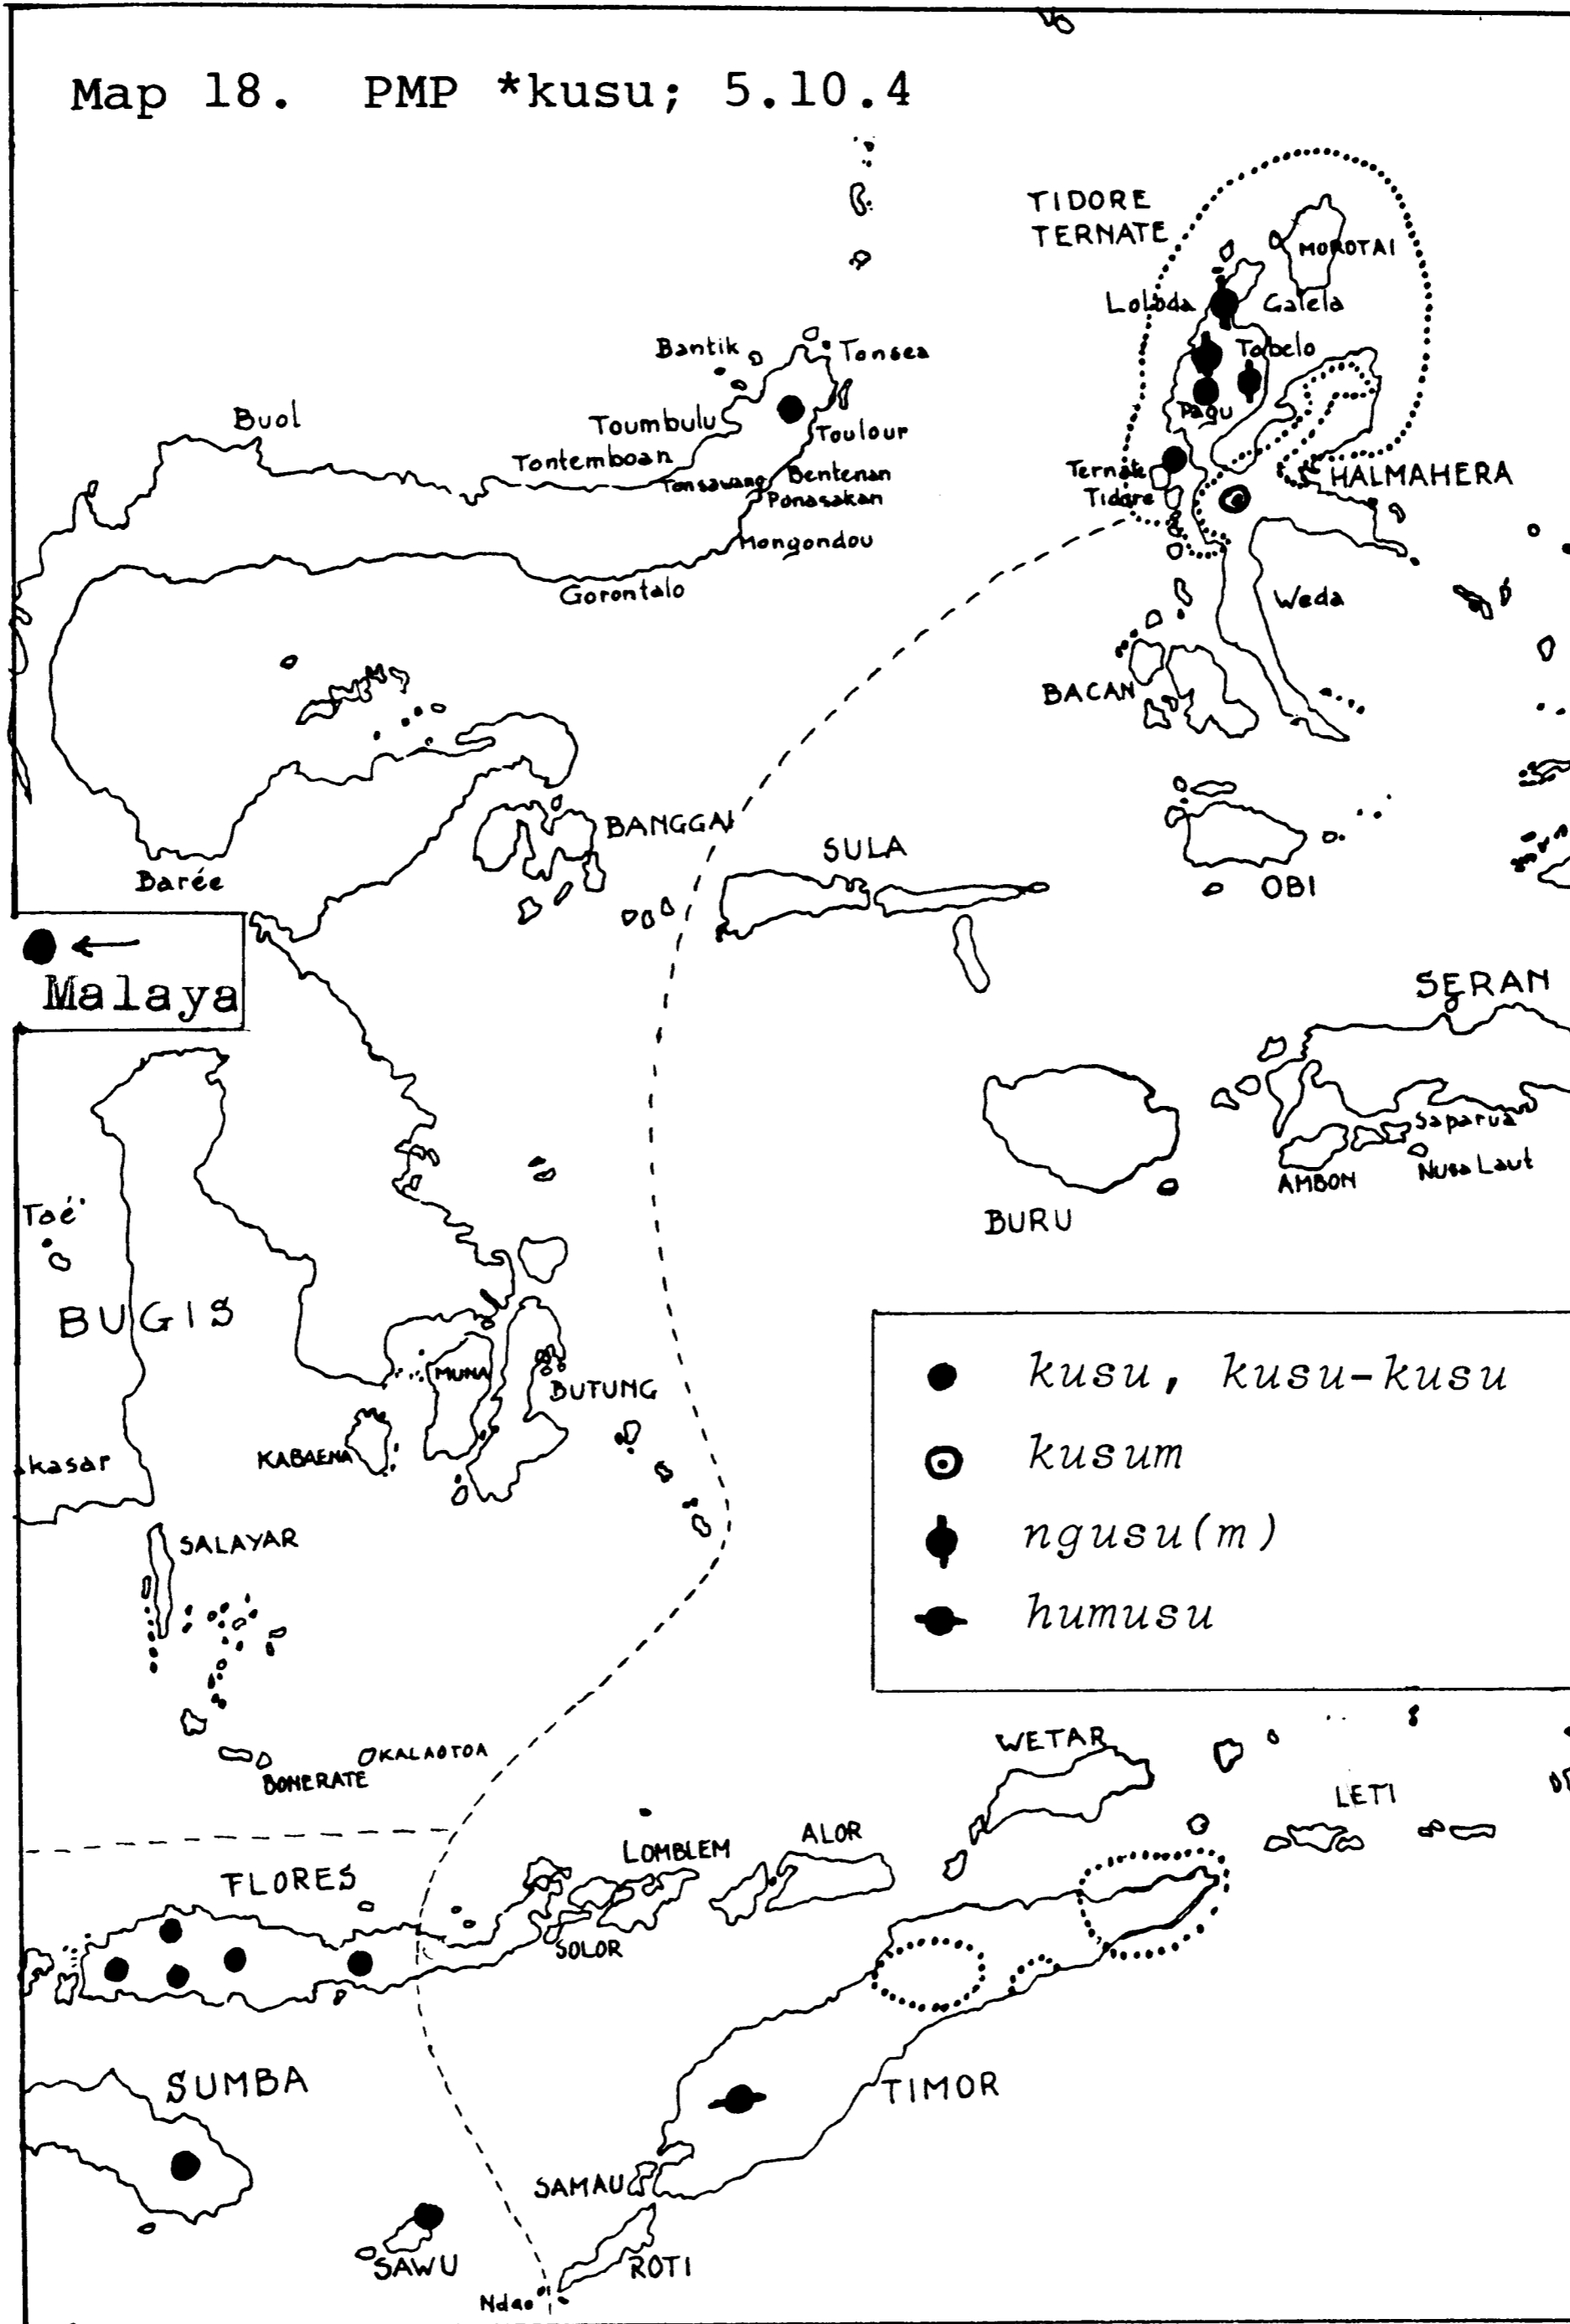 Map 18. PMP *kusu; 5.10.4
TIDORE
TERNATE
MOROTAI
Loloda
Galela
Tobelo
Pagu
Bantik
Tonsea
Buol
Toumbulu
Toulour
Tontemboan
Tonsawang
Bentenan
Ponasakan
Ternate
Tidore
HALMAHERA
Mongondou
Gorontalo
Weda
BACAN
BANGGAI
SULA
OBI
Barée
Malaya
SERAN
Saparua
Nusa Laut
AMBON
BURU
Taé'
BUGIS
MUNA
BUTUNG
KABAENA
kasar
SALAYAR
kusu, kusu-kusu
kusum
ngusu(m)
humusu
KALAOTOA
BONERATE
WETAR
LETI
LOMBLEM
ALOR
FLORES
SOLOR
SUMBA
TIMOR
SAMAU
SAWU
ROTI
Ndao